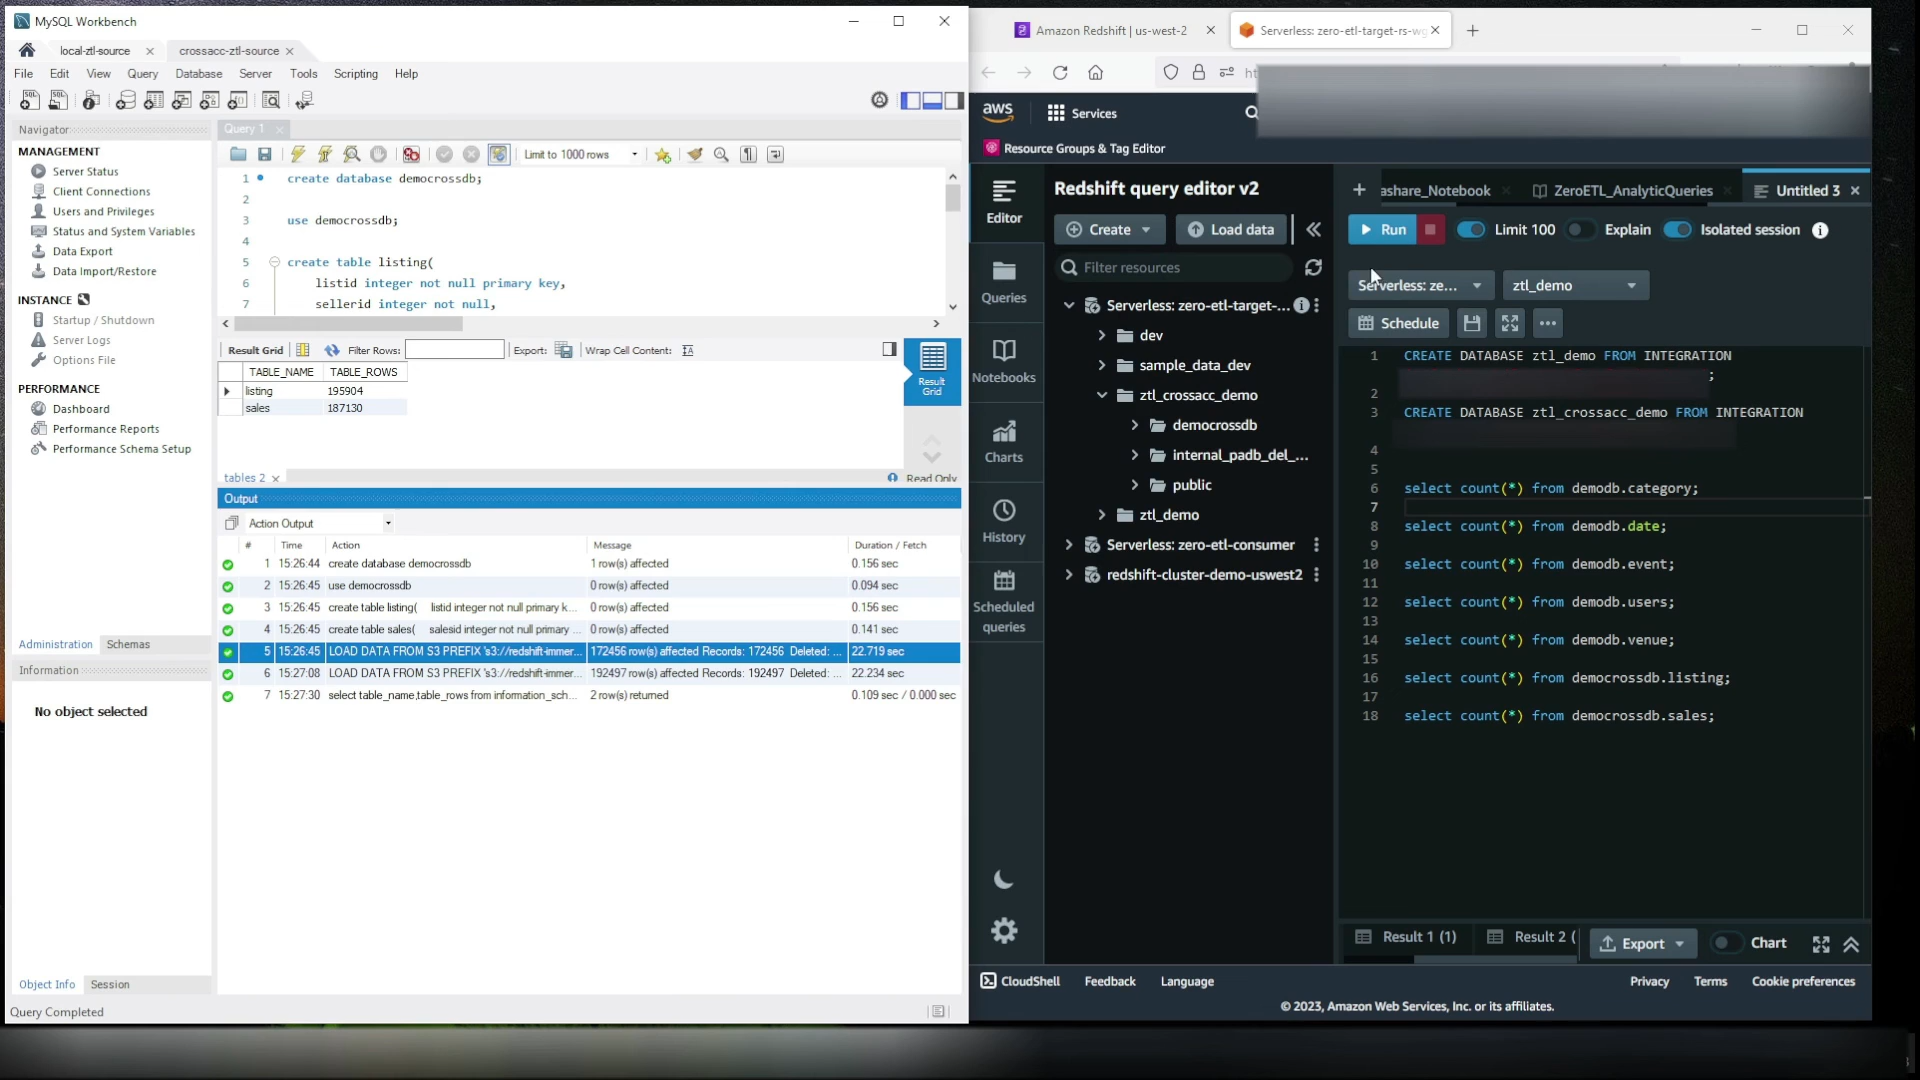 MySQL Workbench
local-ztl-source
crossacc-ztl-source
File Edit View Query Database Server Tools Scripting Help
Navigator
MANAGEMENT
Server Status
Client Connections
Users and Privileges
Status and System Variables
Data Export
Data Import/Restore
INSTANCE
Startup / Shutdown
Server Logs
Options File
PERFORMANCE
Dashboard
Performance Reports
Performance Schema Setup
Administration Schemas
Information
No object selected
Object Info Session
Query Completed
Query 1
Limit to 1000 rows
1 create database democrossdb;
2
3 use democrossdb;
4
5 create table listing(
6 listid integer not null primary key,
7 sellerid integer not null,
Result Grid Filter Rows: Export: Wrap Cell Content:
TABLE_NAME TABLE_ROWS
listing 195904
sales 187130
Result Grid
tables 2
Read Only
Output
Action Output
# Time Action Message Duration / Fetch
1 15:26:44 create database democrossdb 1 row(s) affected 0.156 sec
2 15:26:45 use democrossdb 0 row(s) affected 0.094 sec
3 15:26:45 create table listing( listid integer not null primary k... 0 row(s) affected 0.156 sec
4 15:26:45 create table sales( salesid integer not null primary ... 0 row(s) affected 0.141 sec
5 15:26:45 LOAD DATA FROM S3 PREFIX 's3://redshift-immer... 172456 row(s) affected Records: 172456 Deleted: ... 22.719 sec
6 15:27:08 LOAD DATA FROM S3 PREFIX 's3://redshift-immer... 192497 row(s) affected Records: 192497 Deleted: ... 22.234 sec
7 15:27:30 select table_name,table_rows from information_sch... 2 row(s) returned 0.109 sec / 0.000 sec
Amazon Redshift | us-west-2
Serverless: zero-etl-target-rs-wg
ht
aws
Services
Resource Groups & Tag Editor
Editor
Queries
Notebooks
Charts
History
Scheduled queries
Redshift query editor v2
Create
Load data
Filter resources
Serverless: zero-etl-target-...
dev
sample_data_dev
ztl_crossacc_demo
democrossdb
internal_padb_del_...
public
ztl_demo
Serverless: zero-etl-consumer
redshift-cluster-demo-uswest2
ashare_Notebook
ZeroETL_AnalyticQueries
Untitled 3
Run
Limit 100
Explain
Isolated session
Serverless: ze...
ztl_demo
Schedule
1 CREATE DATABASE ztl_demo FROM INTEGRATION
;
2
3 CREATE DATABASE ztl_crossacc_demo FROM INTEGRATION
4
5
6 select count(*) from demodb.category;
7
8 select count(*) from demodb.date;
9
10 select count(*) from demodb.event;
11
12 select count(*) from demodb.users;
13
14 select count(*) from demodb.venue;
15
16 select count(*) from democrossdb.listing;
17
18 select count(*) from democrossdb.sales;
Result 1 (1)
Result 2 (
Export
Chart
CloudShell Feedback Language
Privacy Terms Cookie preferences
© 2023, Amazon Web Services, Inc. or its affiliates.